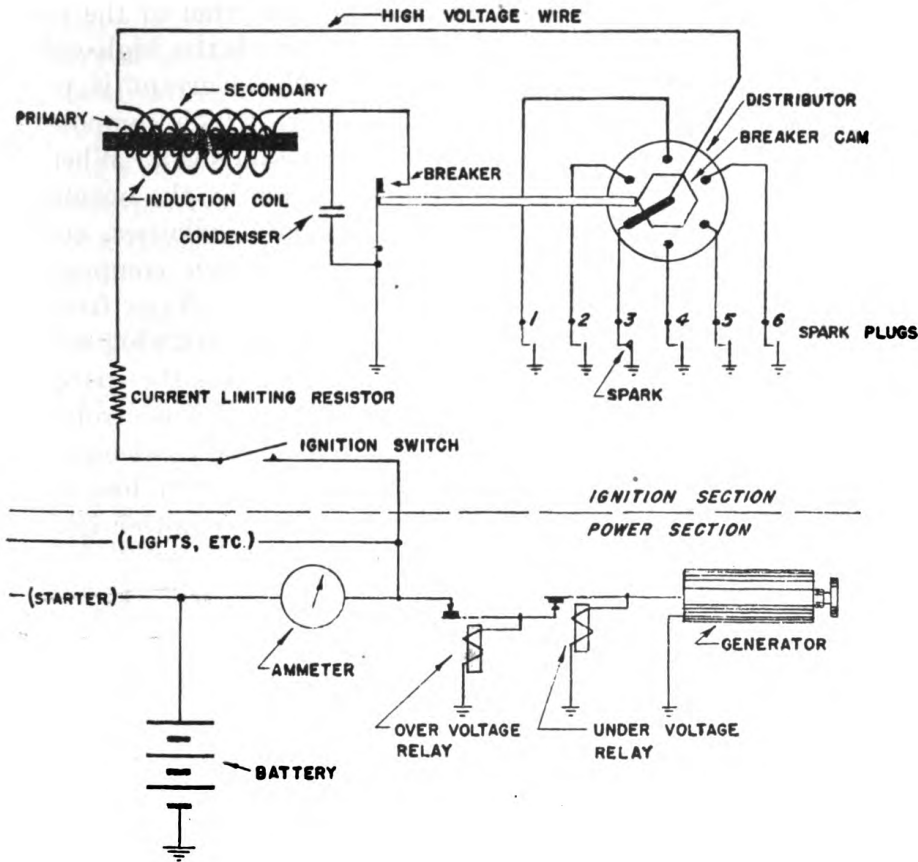 HIGH VOLTAGE WIRE
SECONDARY
PRIMARY
DISTRIBUTOR
BREAKER CAM
BREAKER
INDUCTION COIL
CONDENSER
1 2 3 4 5 6
SPARK PLUGS
SPARK
CURRENT LIMITING RESISTOR
IGNITION SWITCH
IGNITION SECTION
POWER SECTION
(LIGHTS, ETC.)
(STARTER)
AMMETER
GENERATOR
OVER VOLTAGE
RELAY
UNDER VOLTAGE
RELAY
BATTERY